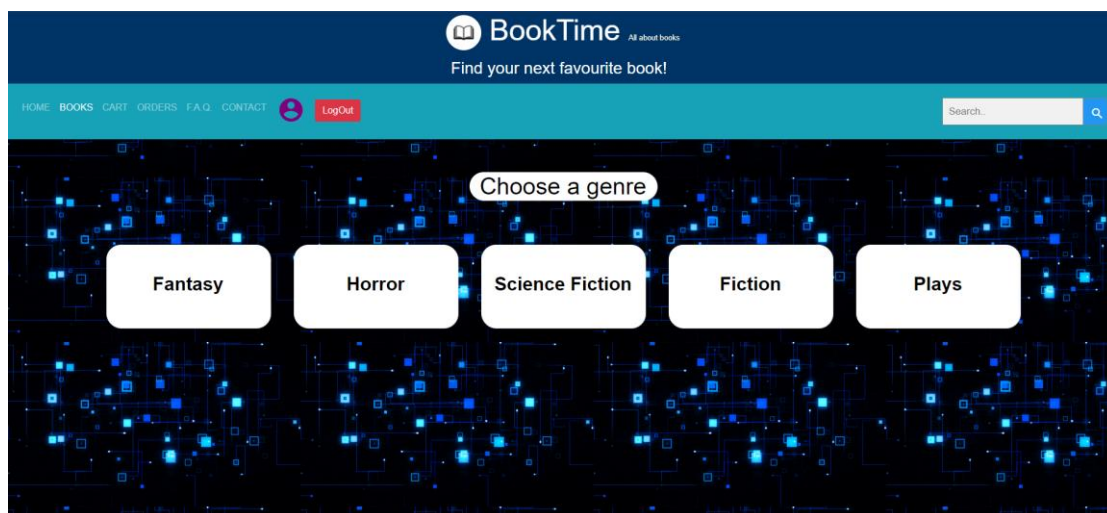 BookTime All about books
Find your next favourite book!
HOME BOOKS CART ORDERS F.A.Q. CONTACT LogOut Search..
Choose a genre
Fantasy Horror Science Fiction Fiction Plays